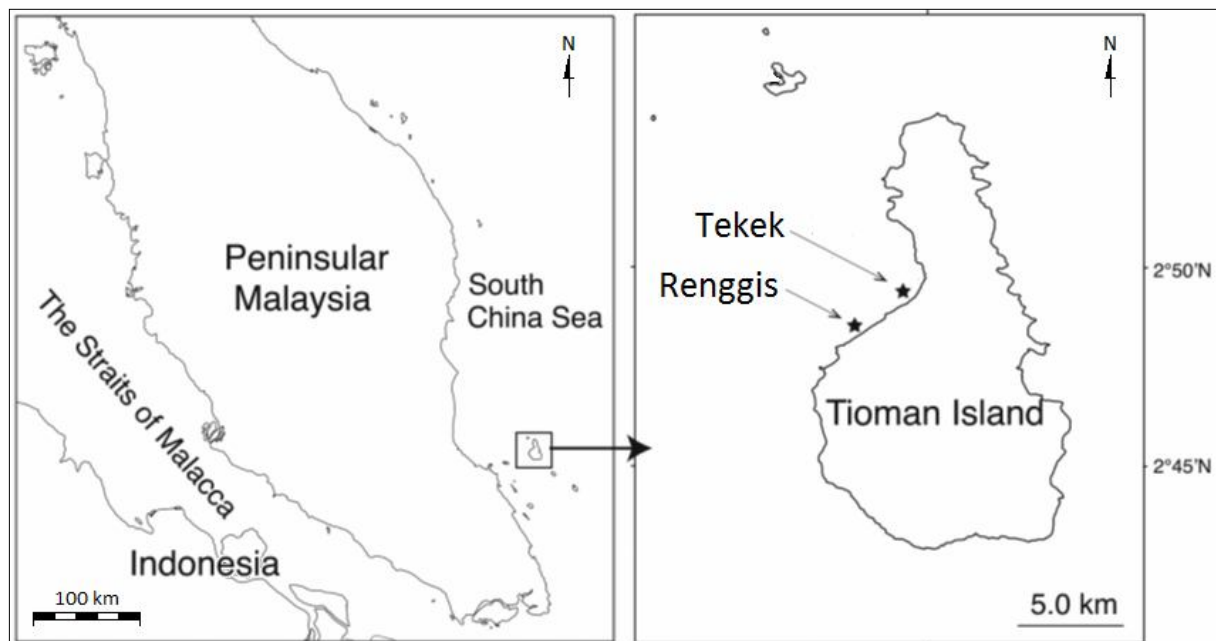 N
Peninsular
Malaysia
South
China Sea
The Straits of Malacca
Indonesia
100 km
N
Tekek
Renggis
Tioman Island
2°50'N
2°45'N
5.0 km